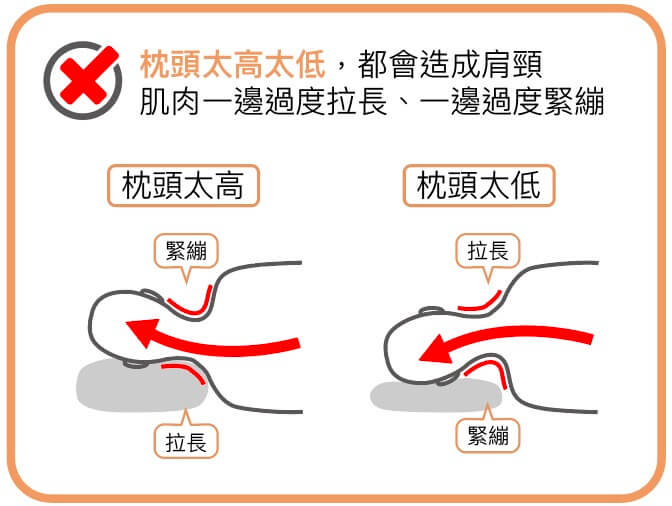 枕頭太高太低，都會造成肩頸
肌肉一邊過度拉長、一邊過度緊繃
枕頭太高
枕頭太低
緊繃
拉長
拉長
緊繃